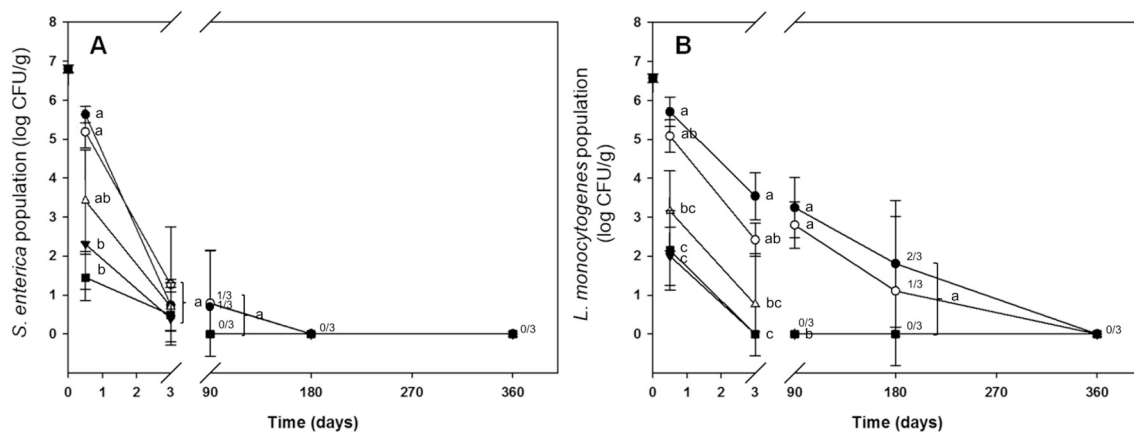 A
S. enterica population (log CFU/g)
8
7
6
5
4
3
2
1
0
a
a
ab
b
b
a
1/3
1/3
0/3
a
0/3
0/3
0 1 2 3 90 180 270 360
Time (days)
B
L. monocytogenes population
(log CFU/g)
8
7
6
5
4
3
2
1
0
a
ab
bc
c
c
a
ab
bc
c
a
a
0/3
b
2/3
1/3
0/3
a
0/3
0 1 2 3 90 180 270 360
Time (days)